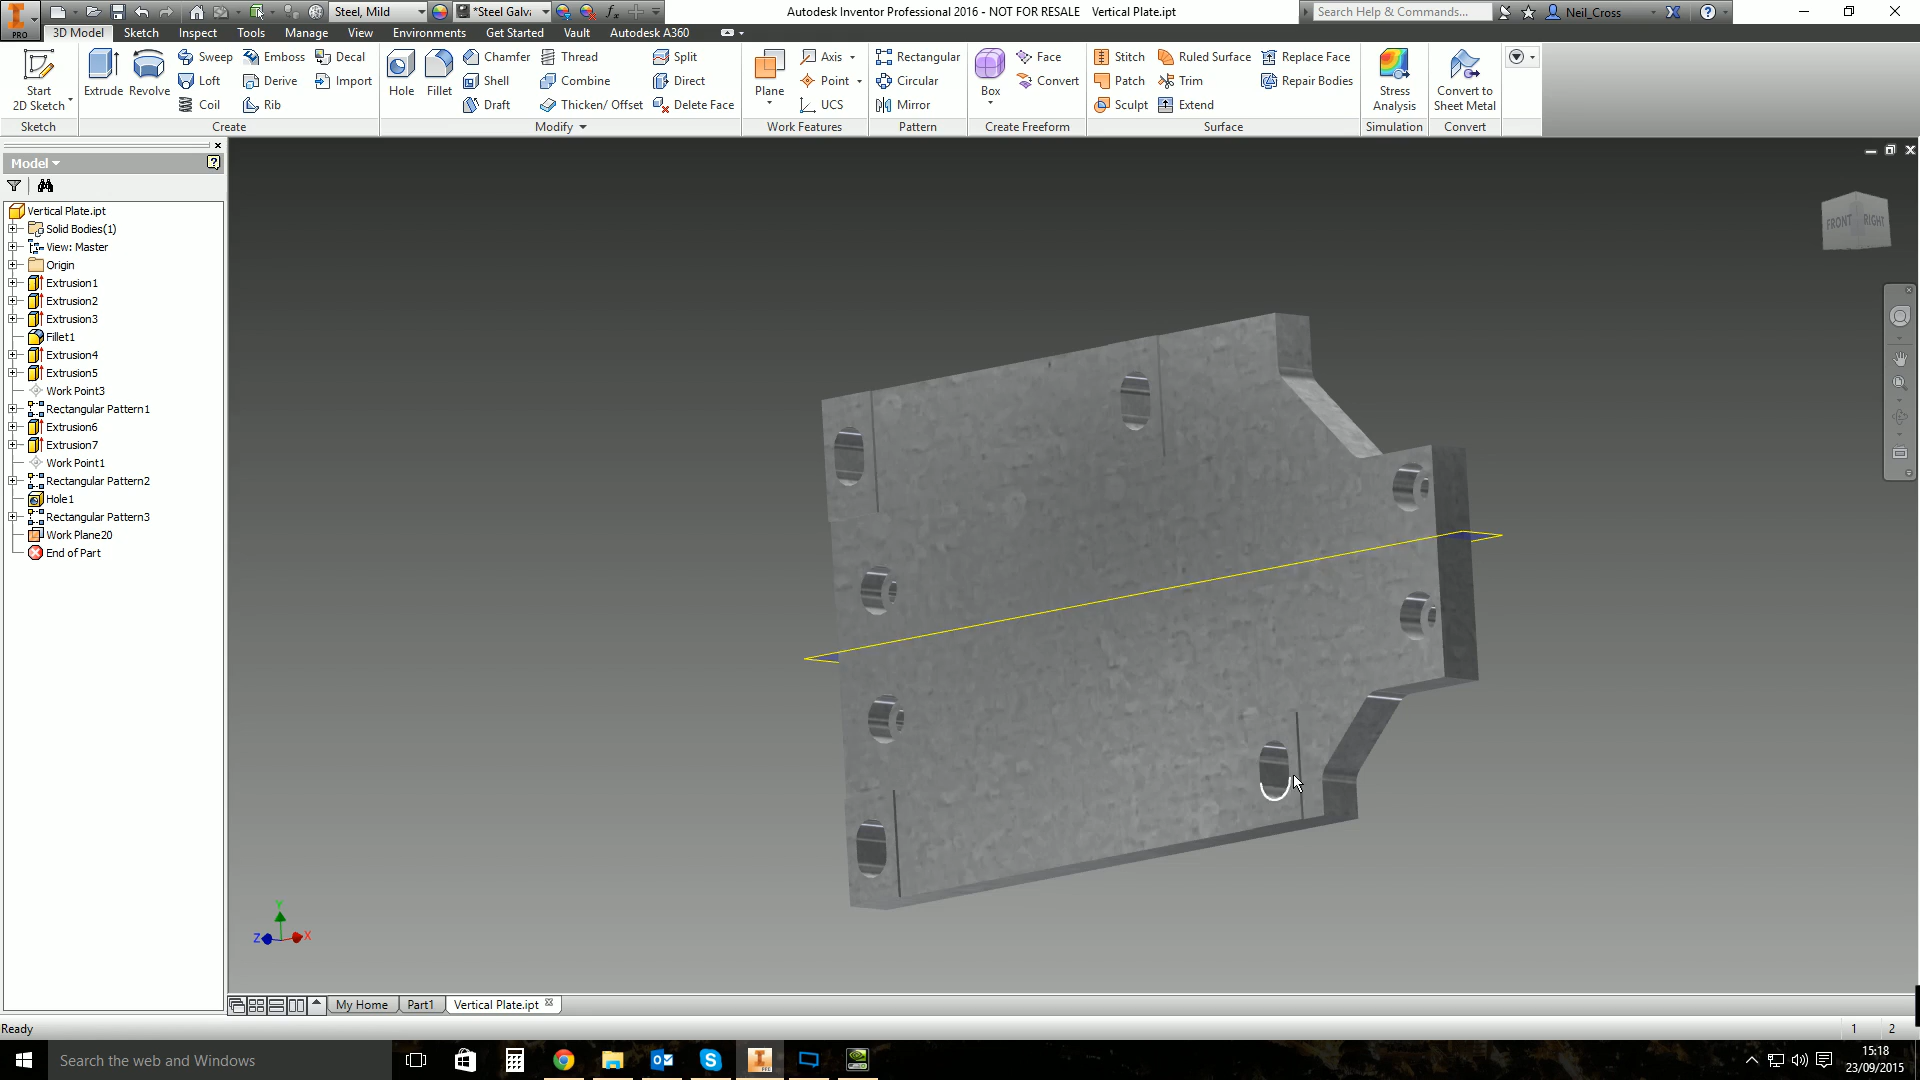 Steel, Mild
*Steel Galv
Autodesk Inventor Professional 2016 - NOT FOR RESALE Vertical Plate.ipt
Search Help & Commands...
Neil_Cross
PRO
3D Model
Sketch
Inspect
Tools
Manage
View
Environments
Get Started
Vault
Autodesk A360
Start
2D Sketch
Extrude
Revolve
Sweep
Loft
Coil
Emboss
Derive
Rib
Decal
Import
Hole
Fillet
Chamfer
Shell
Draft
Thread
Combine
Thicken/ Offset
Split
Direct
Delete Face
Plane
Axis
Point
UCS
Rectangular
Circular
Mirror
Box
Face
Convert
Stitch
Patch
Sculpt
Ruled Surface
Trim
Extend
Replace Face
Repair Bodies
Stress
Analysis
Convert to
Sheet Metal
Sketch
Create
Modify
Work Features
Pattern
Create Freeform
Surface
Simulation
Convert
Model
Vertical Plate.ipt
Solid Bodies(1)
View: Master
Origin
Extrusion1
Extrusion2
Extrusion3
Fillet1
Extrusion4
Extrusion5
Work Point3
Rectangular Pattern1
Extrusion6
Extrusion7
Work Point1
Rectangular Pattern2
Hole1
Rectangular Pattern3
Work Plane20
End of Part
FRONT
RIGHT
Y
Z
X
My Home
Part1
Vertical Plate.ipt
Ready
1
2
Search the web and Windows
15:18
23/09/2015